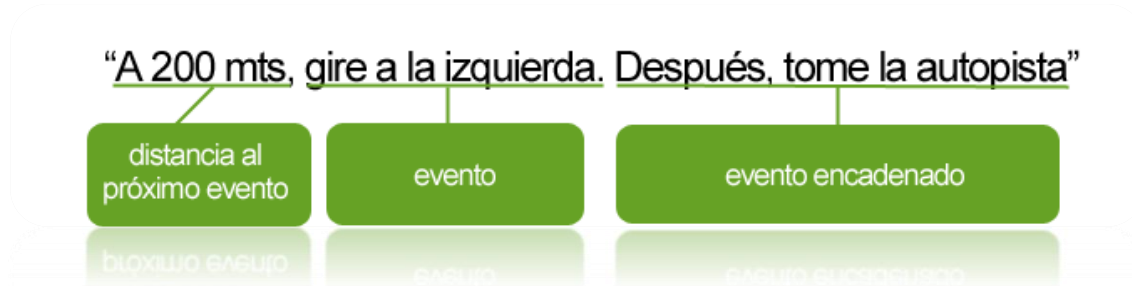 “A 200 mts, gire a la izquierda. Después, tome la autopista”
distancia al
próximo evento
evento
evento encadenado